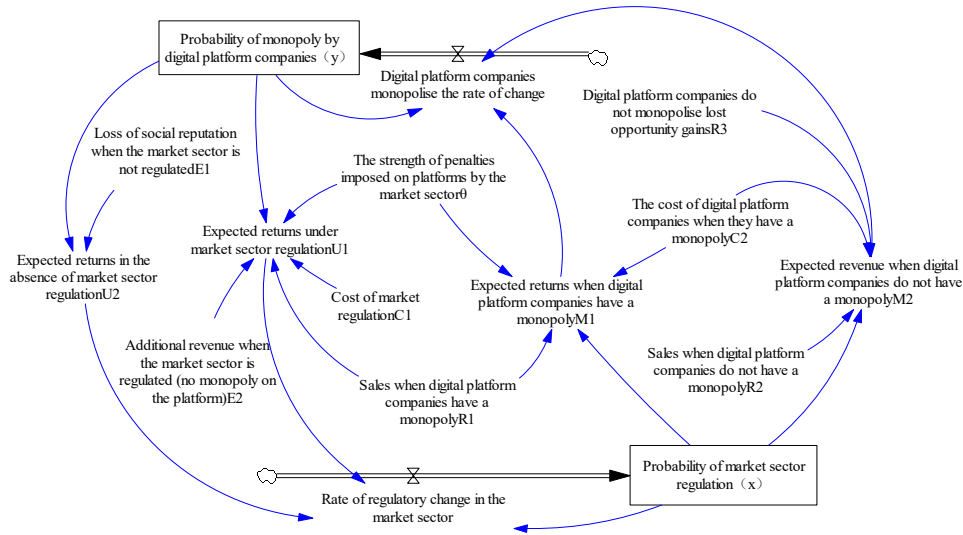 Probability of monopoly by
digital platform companies（y）
Digital platform companies
monopolise the rate of change
Digital platform companies do
not monopolise lost
opportunity gainsR3
Loss of social reputation
when the market sector is
not regulatedE1
The strength of penalties
imposed on platforms by the
market sectorθ
The cost of digital platform
companies when they have a
monopolyC2
Expected returns under
market sector regulationU1
Expected returns in the
absence of market sector
regulationU2
Expected revenue when digital
platform companies do not have
a monopolyM2
Cost of market
regulationC1
Expected returns when digital
platform companies have a
monopolyM1
Additional revenue when
the market sector is
regulated (no monopoly on
the platform)E2
Sales when digital platform
companies have a
monopolyR1
Sales when digital platform
companies do not have a
monopolyR2
Probability of market sector
regulation（x）
Rate of regulatory change in the
market sector